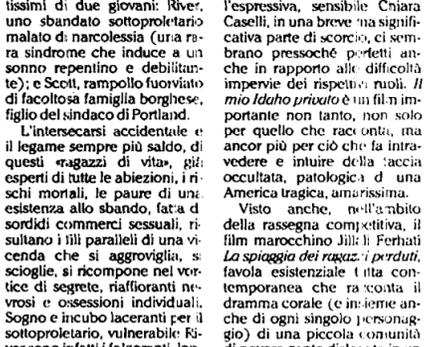 tissimi di due giovani: River,
uno sbandato sottoproletario
malato di narcolessia (una ra-
ra sindrome che induce a un
sonno repentino e debilitan-
te); e Scott, rampollo fuorviato
di facoltosa famiglia borghese,
figlio del sindaco di Portland.
L'intersecarsi accidentale e
il legame sempre più saldo, di
questi «ragazzi di vita», già
esperti di tutte le abiezioni, i ri-
schi mortali, le paure di una
esistenza allo sbando, fatta di
sordidi commerci sessuali, ri-
sultano i fili paralleli di una vi-
cenda che si aggroviglia, si
scioglie, si ricompone nel vor-
tice di segrete, riaffioranti ne-
vrosi e ossessioni individuali.
Sogno e incubo laceranti per il
sottoproletario, vulnerabile Ri-
l'espressiva, sensibile Chiara
Caselli, in una breve ma signifi-
cativa parte di scorcio, ci sem-
brano pressoché perfetti an-
che in rapporto alle difficoltà
impervie dei rispettivi ruoli. Il
mio Idaho privato è un film im-
portante non tanto, non solo
per quello che racconta, ma
ancor più per ciò che fa intra-
vedere e intuire della faccia
occultata, patologica di una
America tragica, amarissima.
Visto anche, nell'ambito
della rassegna competitiva, il
film marocchino Jillali Ferhati
La spiaggia dei ragazzi perduti,
favola esistenziale tutta con-
temporanea che racconta il
dramma corale (e insieme an-
che di ogni singolo personag-
gio) di una piccola comunità